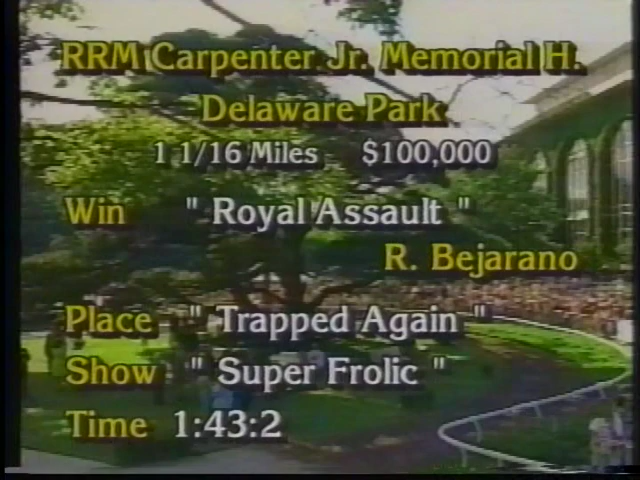 RRM Carpenter Jr. Memorial H.
Delaware Park
1 1/16 Miles $100,000
Win " Royal Assault "
R. Bejarano
Place " Trapped Again "
Show " Super Frolic "
Time 1:43:2